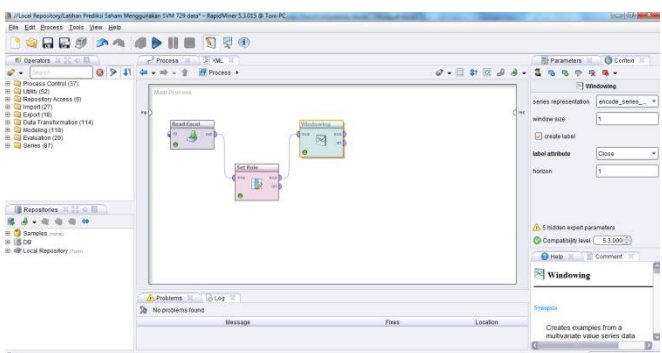 //Local Repository/Latihan Prediksi Saham Menggunakan SVM 729 data* – RapidMiner 5.3.015 @ Toni-PC
File Edit Process Tools View Help
Operators
Search
Process Control (37)
Utility (52)
Repository Access (6)
Import (27)
Export (18)
Data Transformation (114)
Modeling (118)
Evaluation (29)
Series (87)
Repositories
Samples (none)
DB
Local Repository (Toni)
Process
XML
Process
Main Process
Read Excel
Set Role
Windowing
Problems
Log
No problems found
Message
Fixes
Location
Parameters
Context
Windowing
series representation
encode_series_...
window size
1
create label
label attribute
Close
horizon
1
5 hidden expert parameters
Compatibility level
5.3.000
Help
Comment
Windowing
Synopsis
Creates examples from a
multivariate value series data